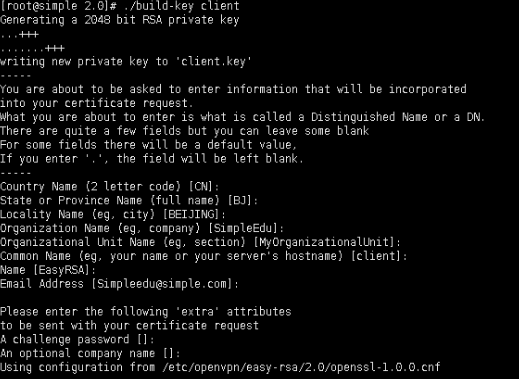 [root@simple 2.0]# ./build-key client
Generating a 2048 bit RSA private key
...+++
.......+++
writing new private key to 'client.key'
-----
You are about to be asked to enter information that will be incorporated
into your certificate request.
What you are about to enter is what is called a Distinguished Name or a DN.
There are quite a few fields but you can leave some blank
For some fields there will be a default value,
If you enter '.', the field will be left blank.
-----
Country Name (2 letter code) [CN]:
State or Province Name (full name) [BJ]:
Locality Name (eg, city) [BEIJING]:
Organization Name (eg, company) [SimpleEdu]:
Organizational Unit Name (eg, section) [MyOrganizationalUnit]:
Common Name (eg, your name or your server's hostname) [client]:
Name [EasyRSA]:
Email Address [Simpleedu@simple.com]:

Please enter the following 'extra' attributes
to be sent with your certificate request
A challenge password []:
An optional company name []:
Using configuration from /etc/openvpn/easy-rsa/2.0/openssl-1.0.0.cnf